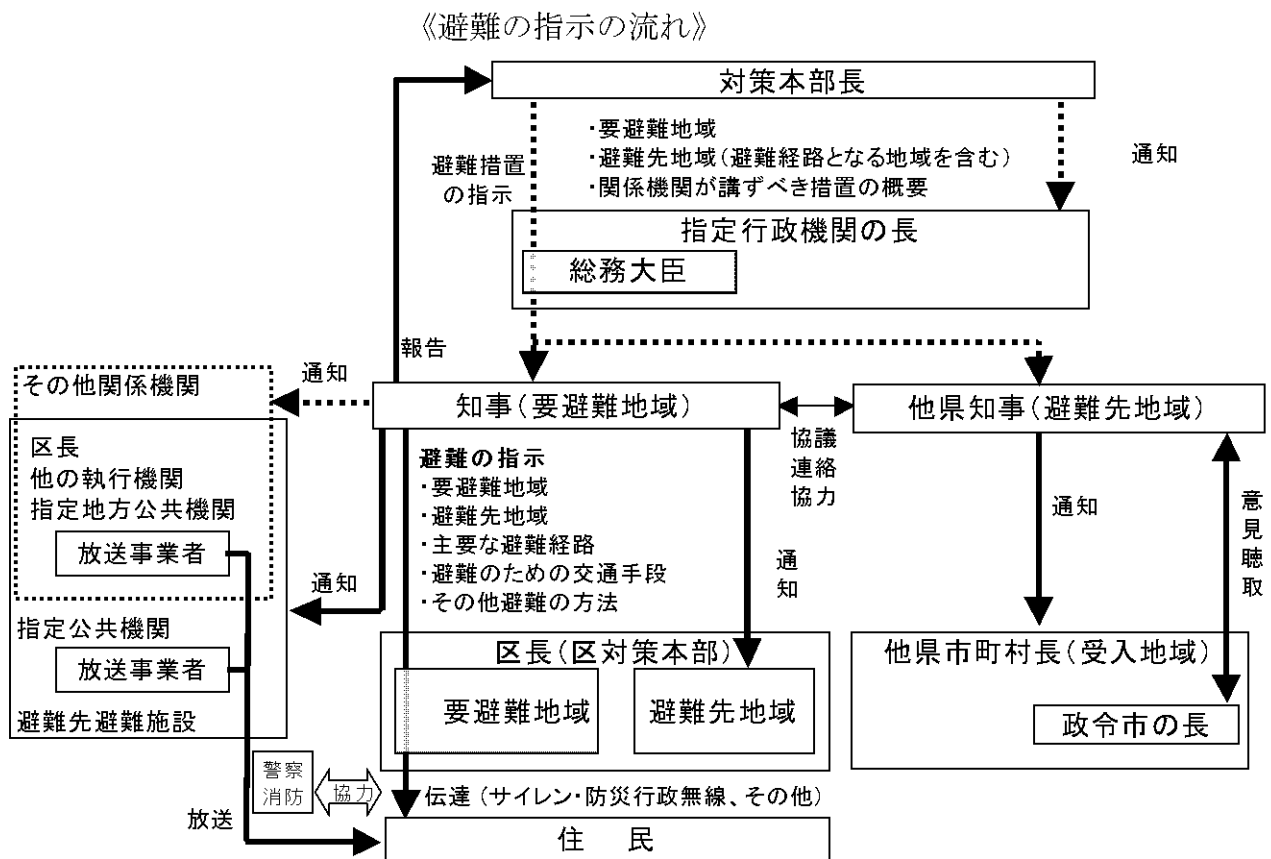 《避難の指示の流れ》
対策本部長
・要避難地域
・避難先地域(避難経路となる地域を含む)
・関係機関が講ずべき措置の概要
避難措置
の指示
通知
指定行政機関の長
総務大臣
報告
通知
その他関係機関
知事(要避難地域)
他県知事(避難先地域)
協議
連絡
協力
区長
他の執行機関
指定地方公共機関
放送事業者
避難の指示
・要避難地域
・避難先地域
・主要な避難経路
・避難のための交通手段
・その他避難の方法
通知
通
知
通知
意
見
聴
取
指定公共機関
放送事業者
避難先避難施設
区長(区対策本部)
要避難地域
避難先地域
他県市町村長(受入地域)
政令市の長
警察
消防
協力
伝達(サイレン・防災行政無線、その他)
放送
住 民